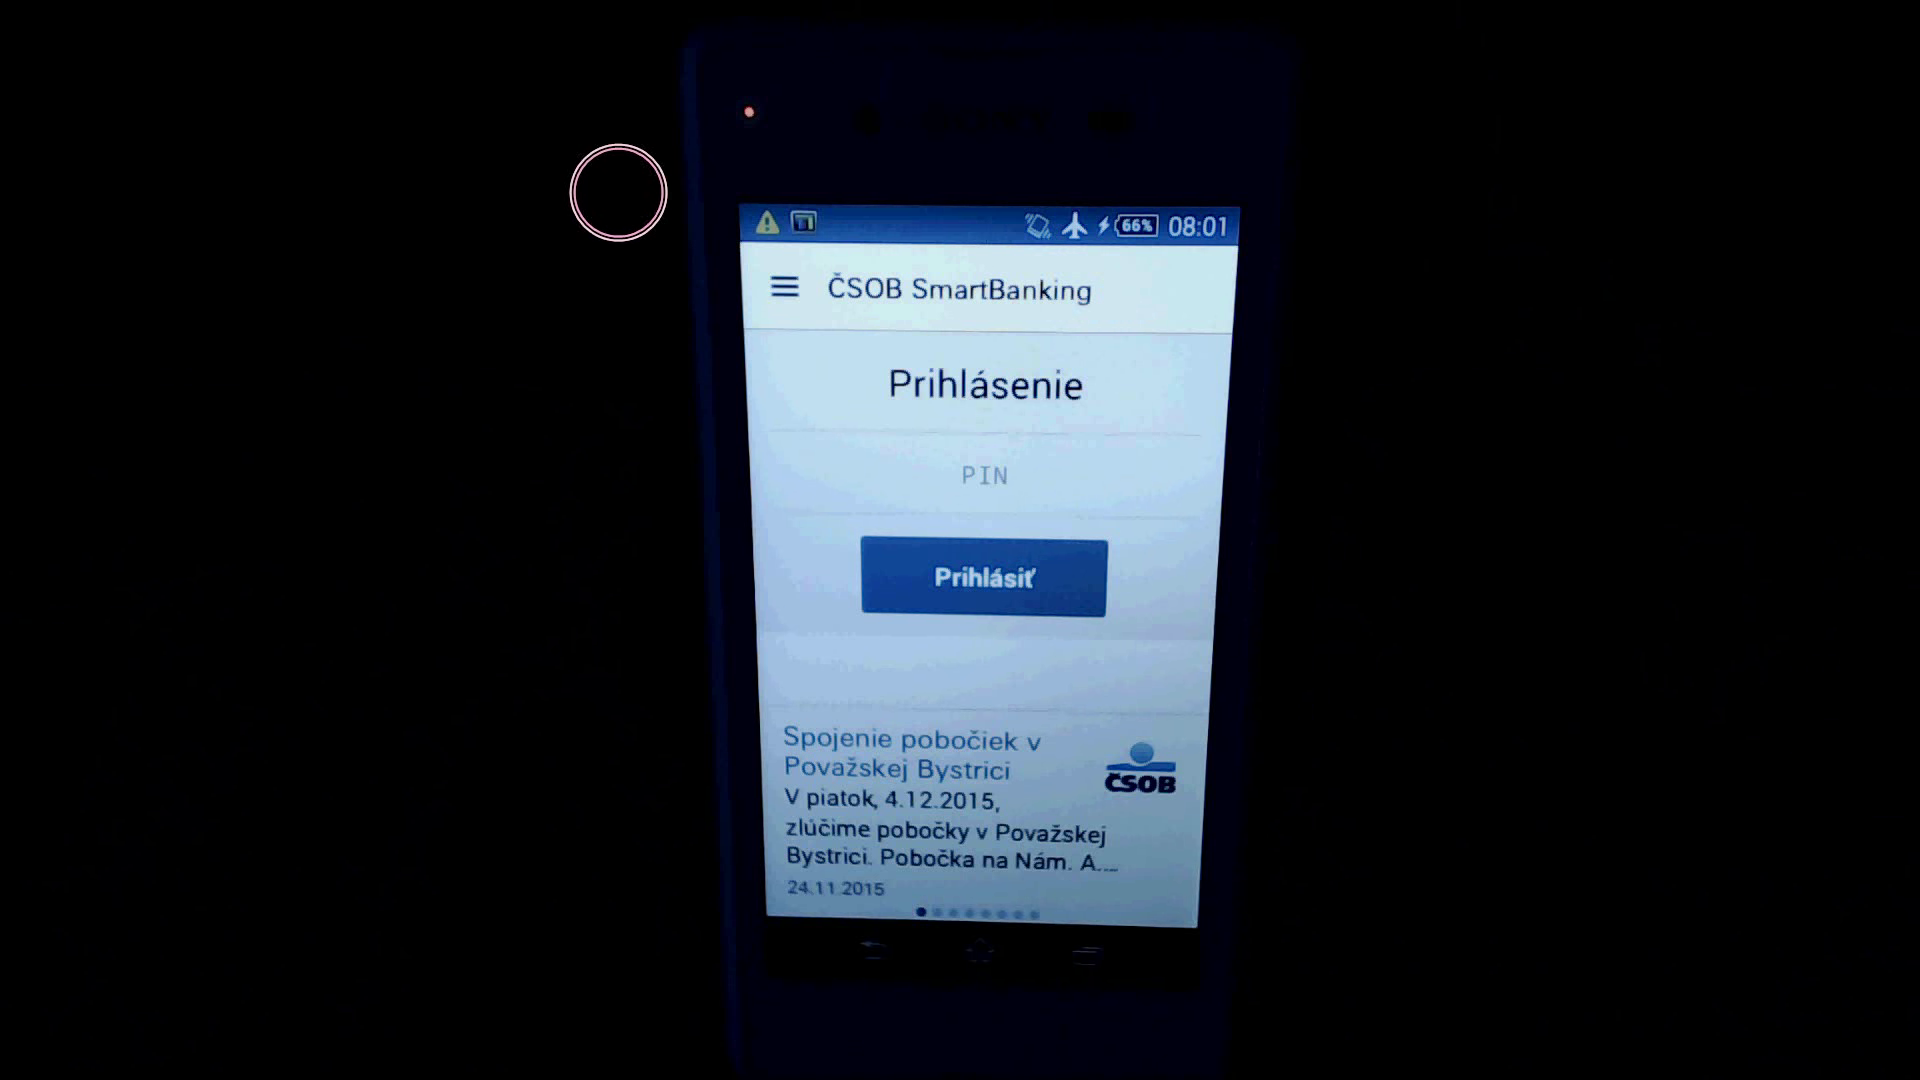 SONY
66% 08:01
ČSOB SmartBanking
Prihlásenie
PIN
Prihlásiť
Spojenie pobočiek v
Považskej Bystrici
V piatok, 4.12.2015,
zlúčime pobočky v Považskej
Bystrici. Pobočka na Nám. A....
24.11.2015
ČSOB